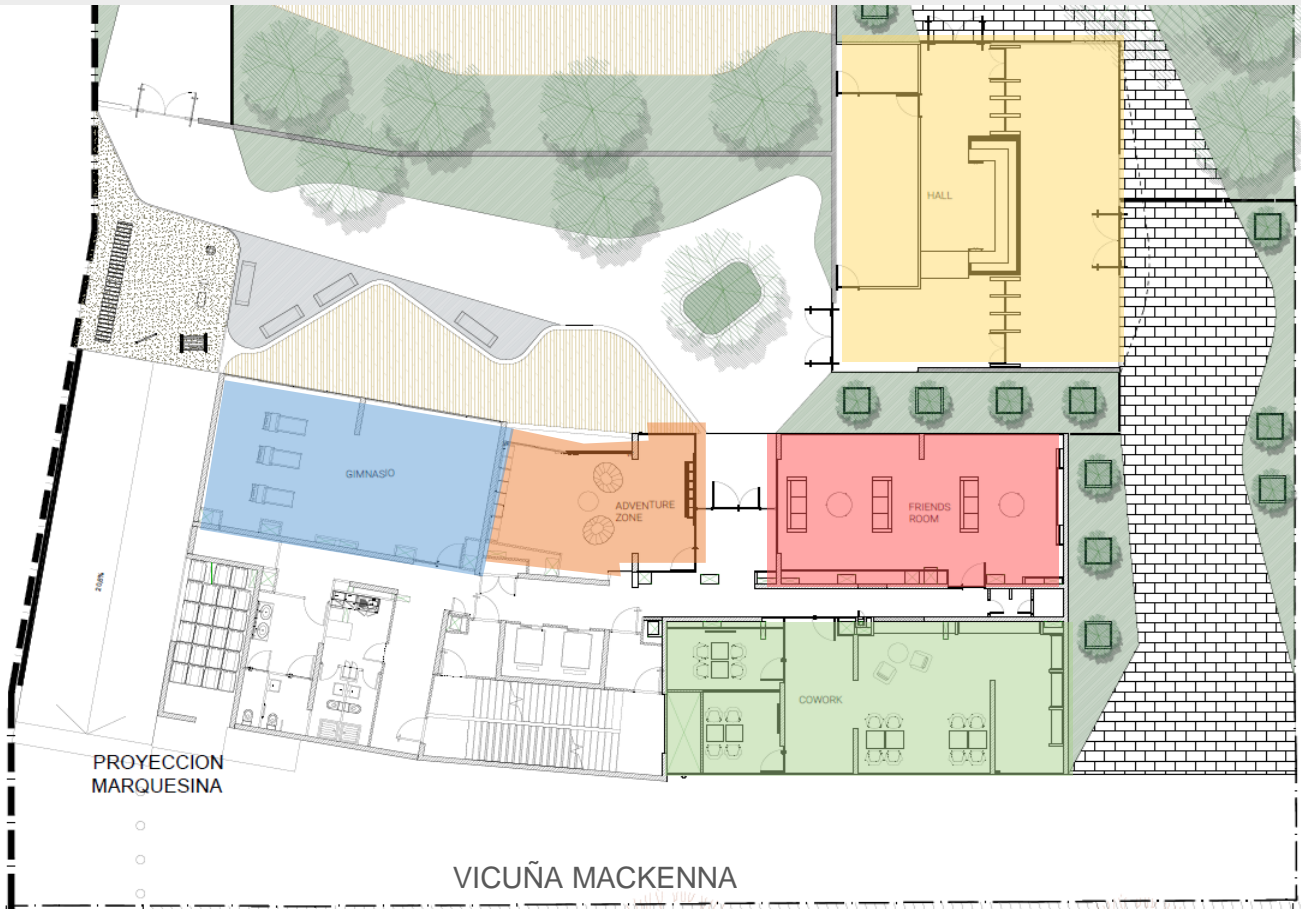 HALL
GIMNASIO
ADVENTURE
ZONE
FRIENDS
ROOM
COWORK
PROYECCION
MARQUESINA
VICUÑA MACKENNA